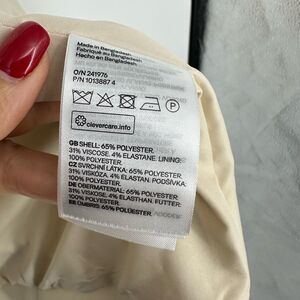 Made in Bangladesh
Fabriqué au Bangladesh
Hecho en Bangladesh
O/N 241976
P/N 1013887 4
P
clevercare.info
GB SHELL: 65% POLYESTER.
31% VISCOSE. 4% ELASTANE. LINING:
100% POLYESTER.
CZ SVRCHNÍ LÁTKA: 65% POLYESTER.
31% VISKÓZA. 4% ELASTAN. PODŠÍVKA:
100% POLYESTER.
DE OBERMATERIAL: 65% POLYESTER.
31% VISKOSE. 4% ELASTHAN. FUTTER:
100% POLYESTER.